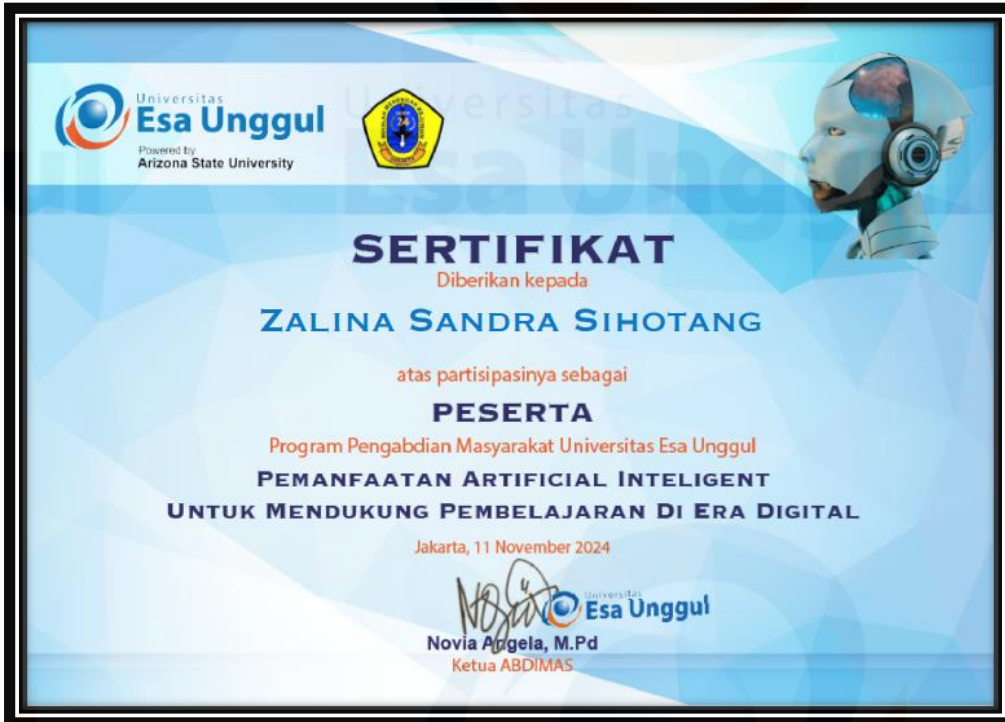 Universitas
Esa Unggul
Powered by
Arizona State University
SERTIFIKAT
Diberikan kepada
ZALINA SANDRA SIHOTANG
atas partisipasinya sebagai
PESERTA
Program Pengabdian Masyarakat Universitas Esa Unggul
PEMANFAATAN ARTIFICIAL INTELIGENT
UNTUK MENDUKUNG PEMBELAJARAN DI ERA DIGITAL
Jakarta, 11 November 2024
Universitas
Esa Unggul
Novia Angela, M.Pd
Ketua ABDIMAS